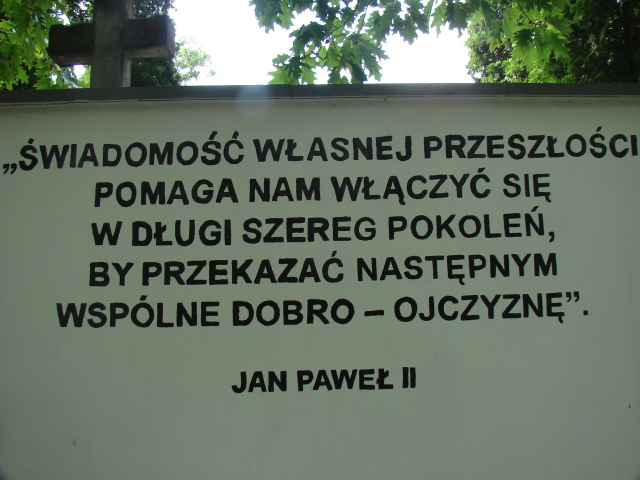 „ŚWIADOMOŚĆ WŁASNEJ PRZESZŁOŚCI
POMAGA NAM WŁĄCZYĆ SIĘ
W DŁUGI SZEREG POKOLEŃ,
BY PRZEKAZAĆ NASTĘPNYM
WSPÓLNE DOBRO – OJCZYZNĘ”.
JAN PAWEŁ II